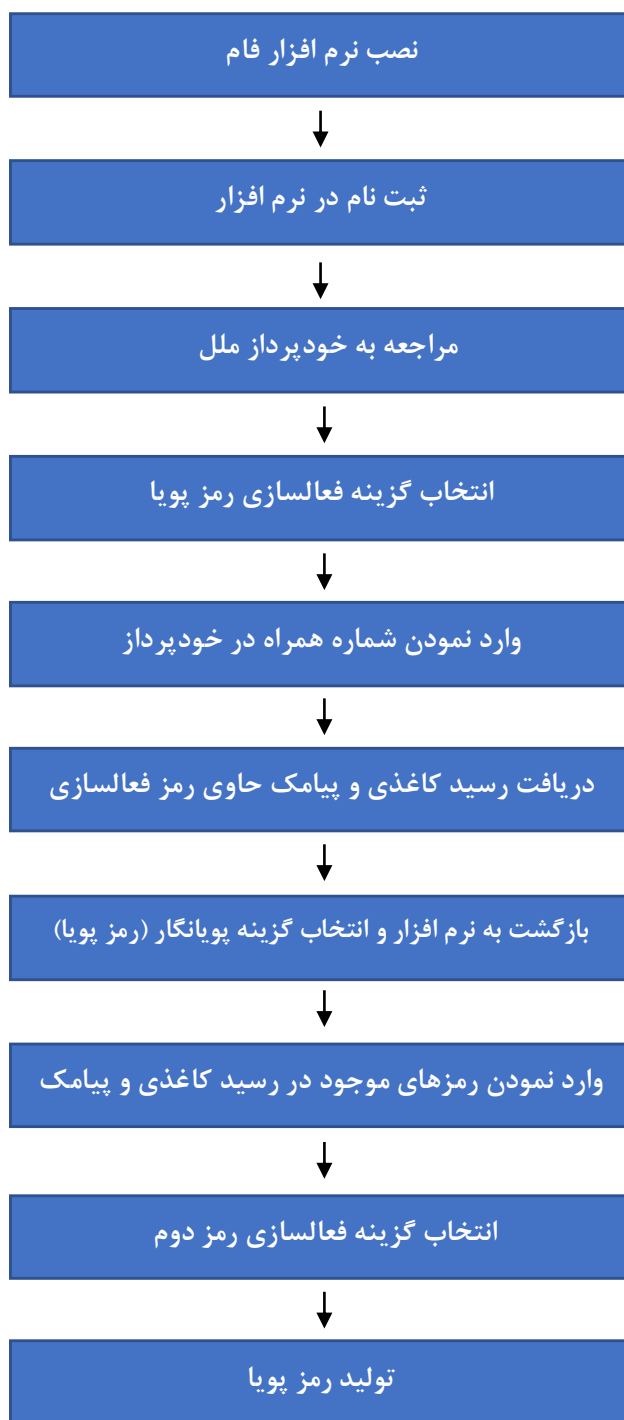 نصب نرم افزار فام
ثبت نام در نرم افزار
مراجعه به خودپرداز ملل
انتخاب گزینه فعالسازی رمز پویا
وارد نمودن شماره همراه در خودپرداز
دریافت رسید کاغذی و پیامک حاوی رمز فعالسازی
بازگشت به نرم افزار و انتخاب گزینه پویانگار (رمز پویا)
وارد نمودن رمزهای موجود در رسید کاغذی و پیامک
انتخاب گزینه فعالسازی رمز دوم
تولید رمز پویا